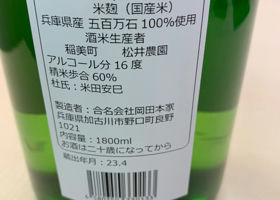 米麹（国産米）
兵庫県産 五百万石 100%使用
酒米生産者
稲美町　松井農園
アルコール分 16 度
精米歩合 60%
杜氏：米田安巳
製造者：合名会社岡田本家
兵庫県加古川市野口町良野
1021
内容量：1800ml
お酒は二十歳になってから
蔵出年月：23.4